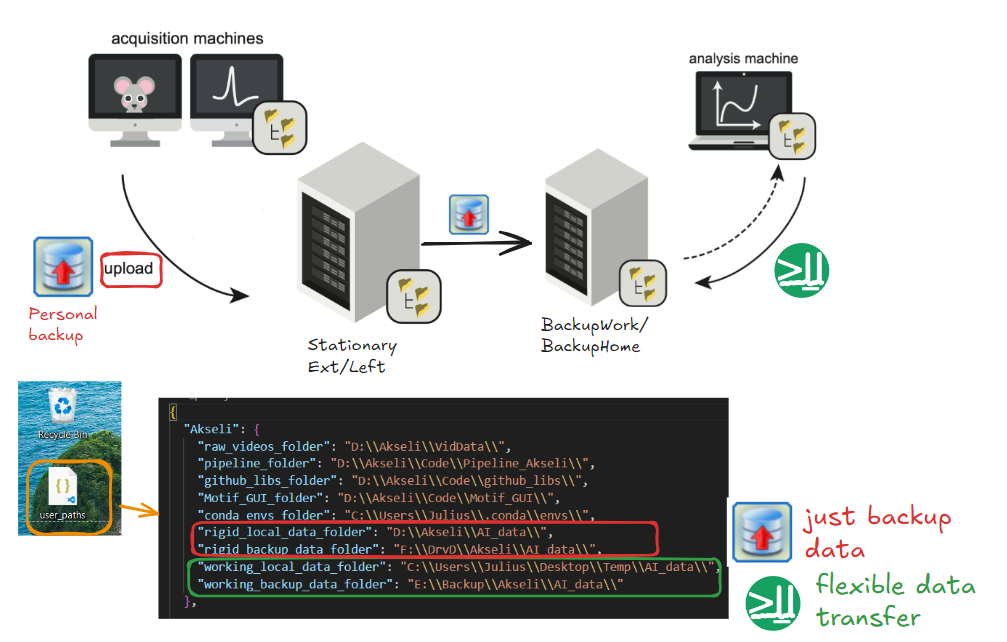 acquisition machines
analysis machine
upload
Personal
backup
Stationary
Ext/Left
BackupWork/
BackupHome
Recycle Bin
user_paths
{
"Akseli": {
"raw_videos_folder": "D:\\Akseli\\VidData\\",
"pipeline_folder": "D:\\Akseli\\Code\\Pipeline_Akseli\\",
"github_libs_folder": "D:\\Akseli\\Code\\github_libs\\",
"Motif_GUI_folder": "D:\\Akseli\\Code\\Motif_GUI\\",
"conda_envs_folder": "C:\\Users\\Julius\\.conda\\envs\\",
"rigid_local_data_folder": "D:\\Akseli\\AI_data\\",
"rigid_backup_data_folder": "F:\\DrvD\\Akseli\\AI_data\\",
"working_local_data_folder": "C:\\Users\\Julius\\Desktop\\Temp\\AI_data\\",
"working_backup_data_folder": "E:\\Backup\\Akseli\\AI_data\\"
},
just backup
data
flexible data
transfer